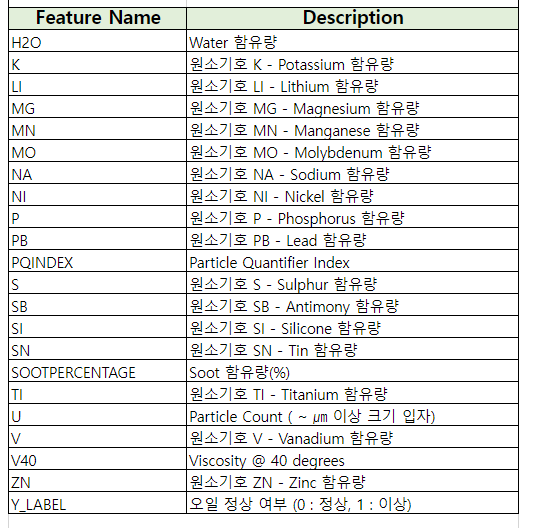 Feature Name Description
H2O Water 함유량
K 원소기호 K - Potassium 함유량
LI 원소기호 LI - Lithium 함유량
MG 원소기호 MG - Magnesium 함유량
MN 원소기호 MN - Manganese 함유량
MO 원소기호 MO - Molybdenum 함유량
NA 원소기호 NA - Sodium 함유량
NI 원소기호 NI - Nickel 함유량
P 원소기호 P - Phosphorus 함유량
PB 원소기호 PB - Lead 함유량
PQINDEX Particle Quantifier Index
S 원소기호 S - Sulphur 함유량
SB 원소기호 SB - Antimony 함유량
SI 원소기호 SI - Silicone 함유량
SN 원소기호 SN - Tin 함유량
SOOTPERCENTAGE Soot 함유량(%)
TI 원소기호 TI - Titanium 함유량
U Particle Count ( ~ ㎛ 이상 크기 입자)
V 원소기호 V - Vanadium 함유량
V40 Viscosity @ 40 degrees
ZN 원소기호 ZN - Zinc 함유량
Y_LABEL 오일 정상 여부 (0 : 정상, 1 : 이상)